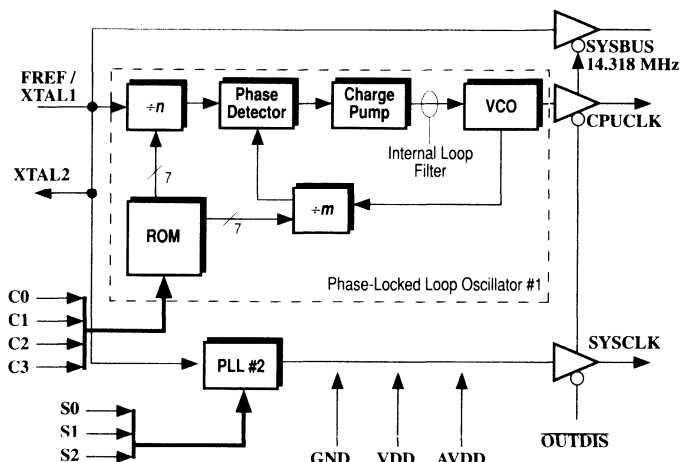 SYSBUS
14.318 MHz
FREF /
XTAL1
÷n
Phase
Detector
Charge
Pump
VCO
CPUCLK
Internal Loop
Filter
XTAL2
7
÷m
ROM
7
Phase-Locked Loop Oscillator #1
C0
C1
C2
C3
PLL #2
SYSCLK
S0
S1
S2
GND
VDD
AVDD
OUTDIS